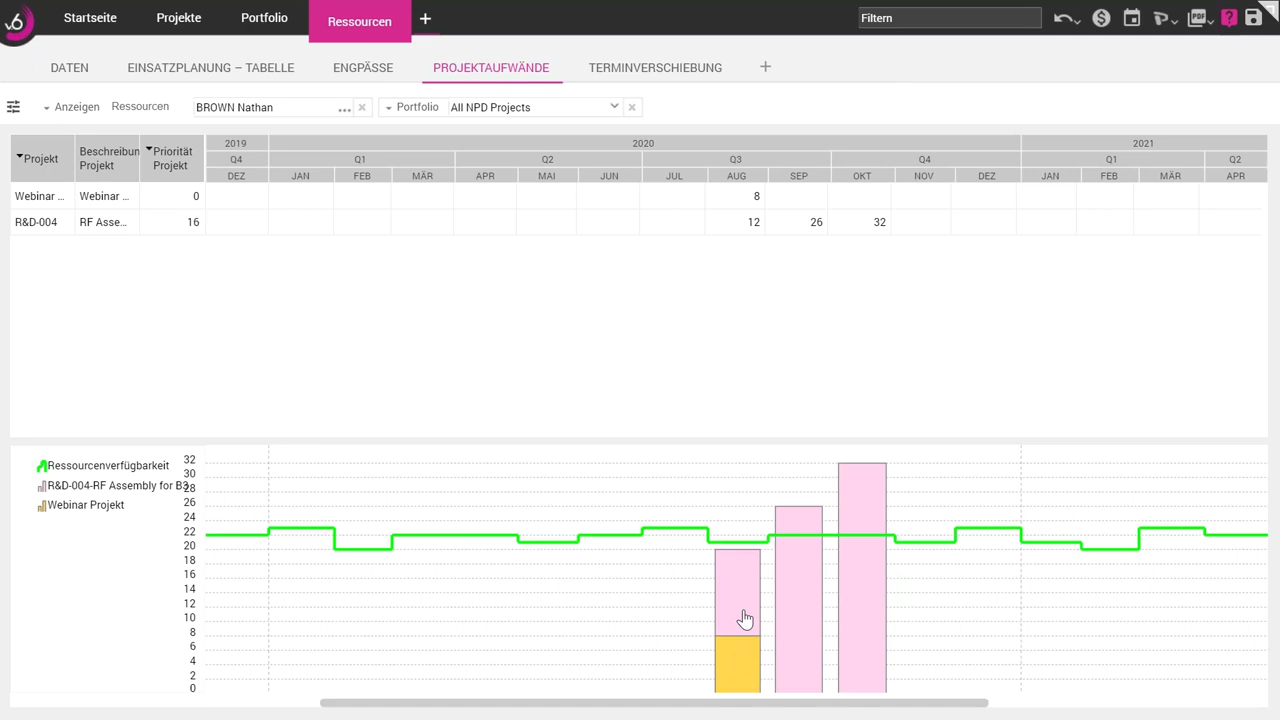 v6 Startseite Projekte Portfolio Ressourcen + Filtern PDF
DATEN EINSATZPLANUNG – TABELLE ENGPÄSSE PROJEKTAUFWÄNDE TERMINVERSCHIEBUNG +
Anzeigen Ressourcen BROWN Nathan ... Portfolio All NPD Projects
Projekt Beschreibun Projekt Priorität Projekt
2019 2020 2021
Q4 Q1 Q2 Q3 Q4 Q1 Q2
DEZ JAN FEB MÄR APR MAI JUN JUL AUG SEP OKT NOV DEZ JAN FEB MÄR APR
Webinar ... Webinar ... 0 8
R&D-004 RF Asse... 16 12 26 32
Ressourcenverfügbarkeit
R&D-004-RF Assembly for B3
Webinar Projekt
32
30
28
26
24
22
20
18
16
14
12
10
8
6
4
2
0